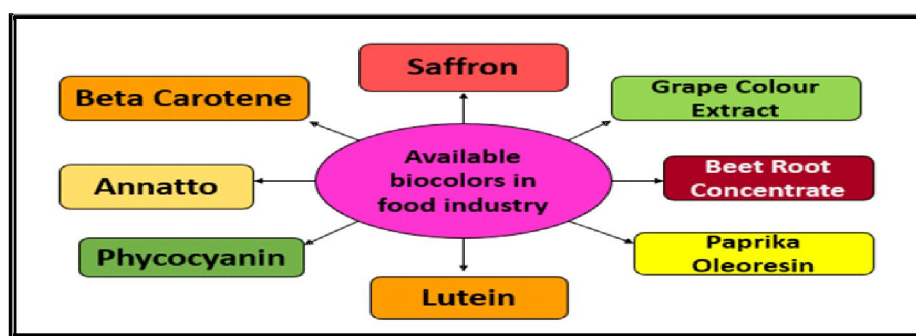 Saffron
Beta Carotene
Grape Colour
Extract
Available
biocolors in
food industry
Annatto
Beet Root
Concentrate
Phycocyanin
Paprika
Oleoresin
Lutein